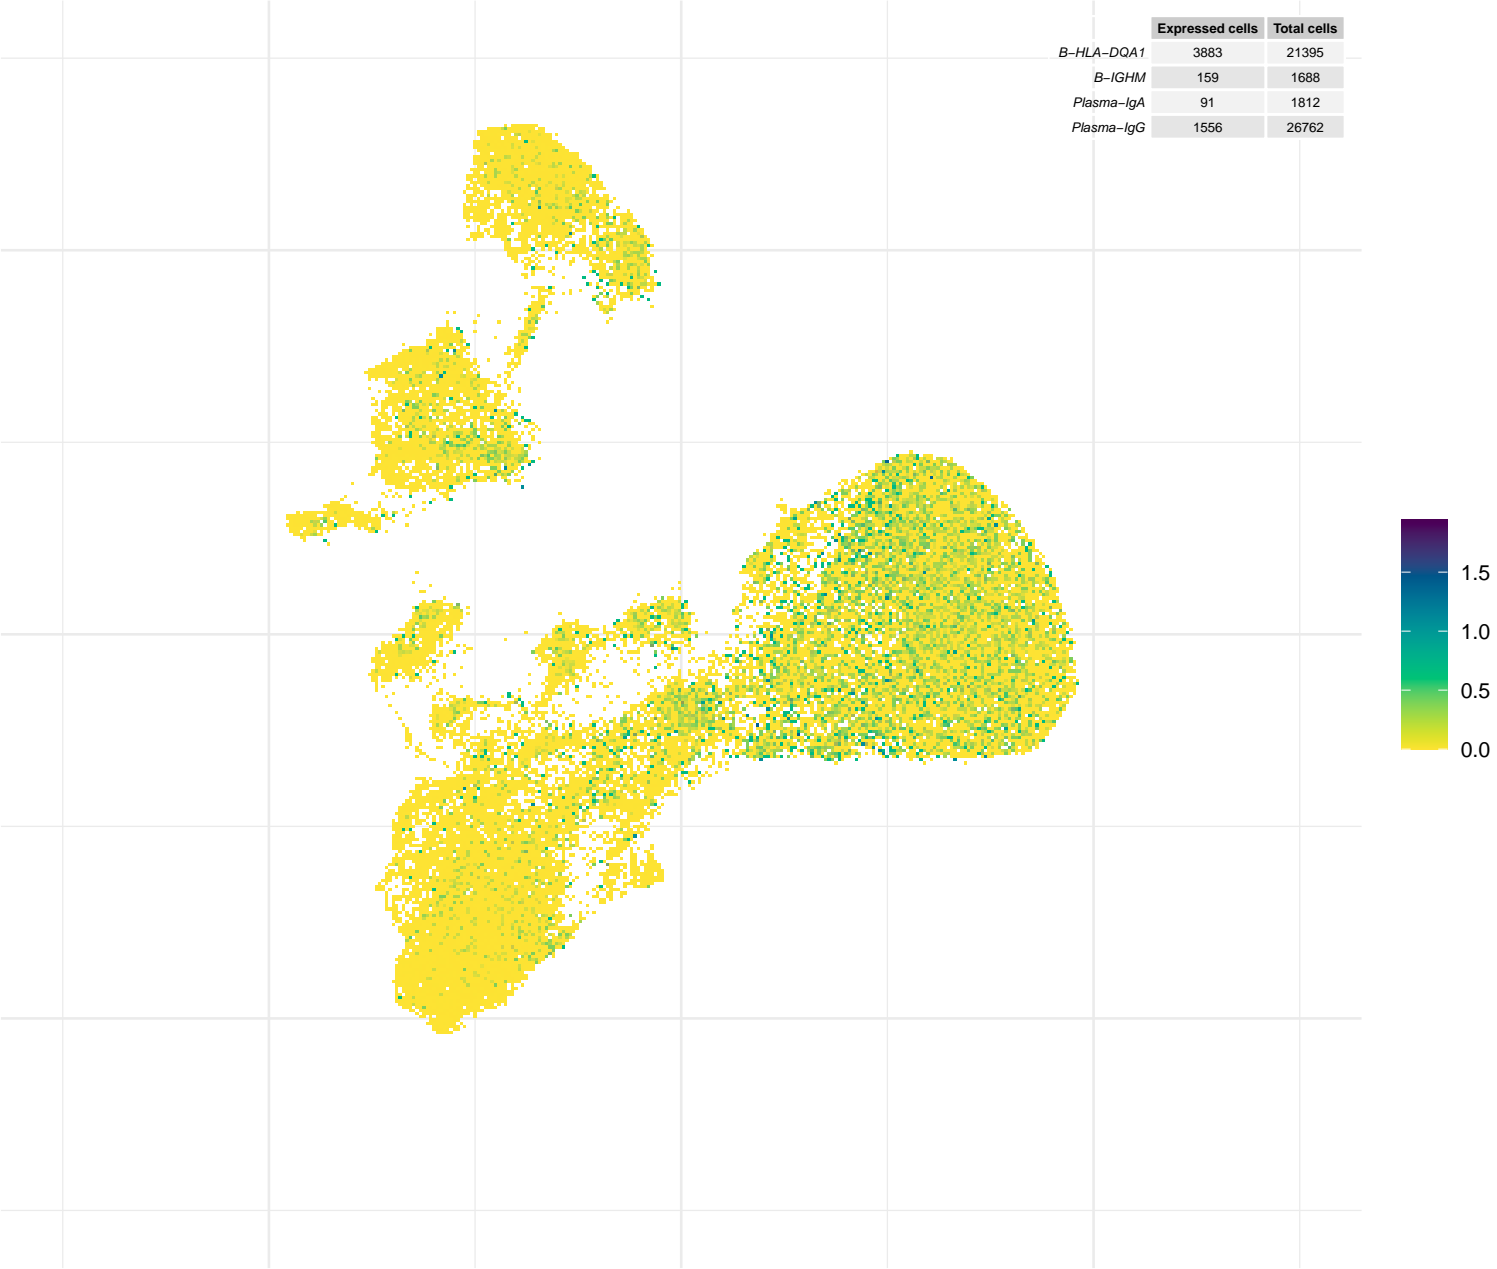 Expressed cells Total cells
B−HLA−DQA1 3883 21395
B−IGHM 159 1688
Plasma−IgA 91 1812
Plasma−IgG 1556 26762
1.5
1.0
0.5
0.0